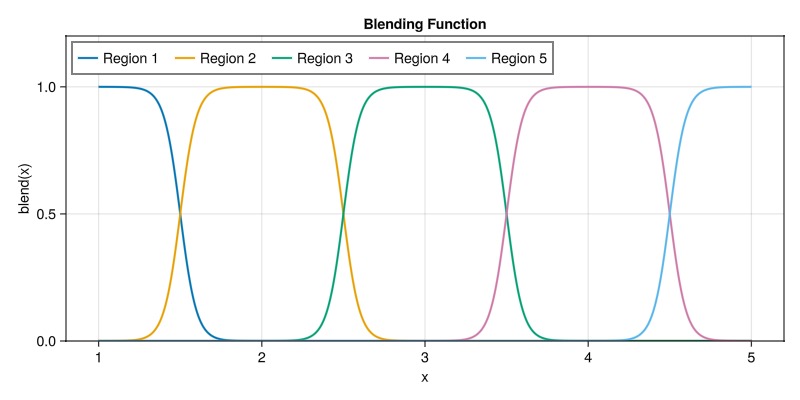 Blending Function
Region 1 Region 2 Region 3 Region 4 Region 5
1.0
0.5
0.0
blend(x)
1 2 3 4 5
x